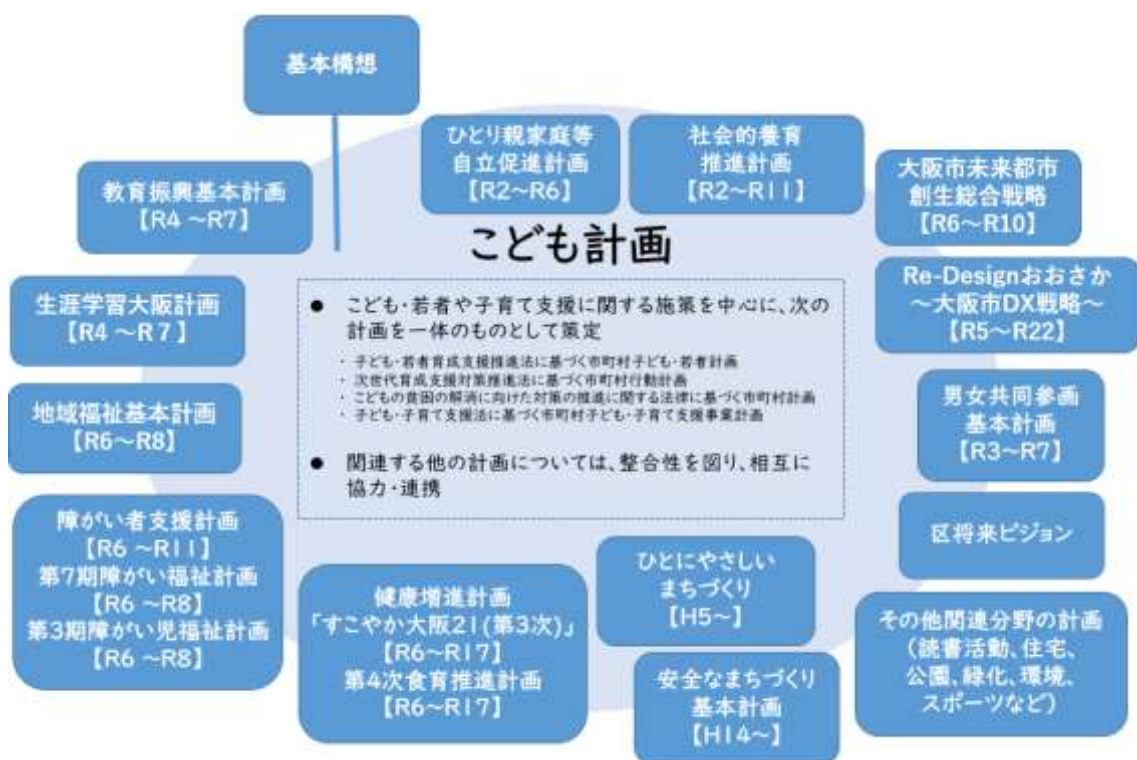 基本構想
ひとり親家庭等
自立促進計画
【R2～R6】
社会的養育
推進計画
【R2～R11】
大阪市未来都市
創生総合戦略
【R6～R10】
教育振興基本計画
【R4 ～R7】
こども計画
Re-Designおおさか
～大阪市DX戦略～
【R5～R22】
生涯学習大阪計画
【R4 ～R7】
● こども・若者や子育て支援に関する施策を中心に、次の
計画を一体のものとして策定
・ 子ども・若者育成支援推進法に基づく市町村子ども・若者計画
・ 次世代育成支援対策推進法に基づく市町村行動計画
・ こどもの貧困の解消に向けた対策の推進に関する法律に基づく市町村計画
・ 子ども・子育て支援法に基づく市町村子ども・子育て支援事業計画
● 関連する他の計画については、整合性を図り、相互に
協力・連携
地域福祉基本計画
【R6～R8】
男女共同参画
基本計画
【R3～R7】
区将来ビジョン
障がい者支援計画
【R6 ～R11】
第7期障がい福祉計画
【R6 ～R8】
第3期障がい児福祉計画
【R6 ～R8】
健康増進計画
「すこやか大阪21(第3次)」
【R6～R17】
第4次食育推進計画
【R6～R17】
ひとにやさしい
まちづくり
【H5～】
安全なまちづくり
基本計画
【H14～】
その他関連分野の計画
(読書活動、住宅、
公園、緑化、環境、
スポーツなど)